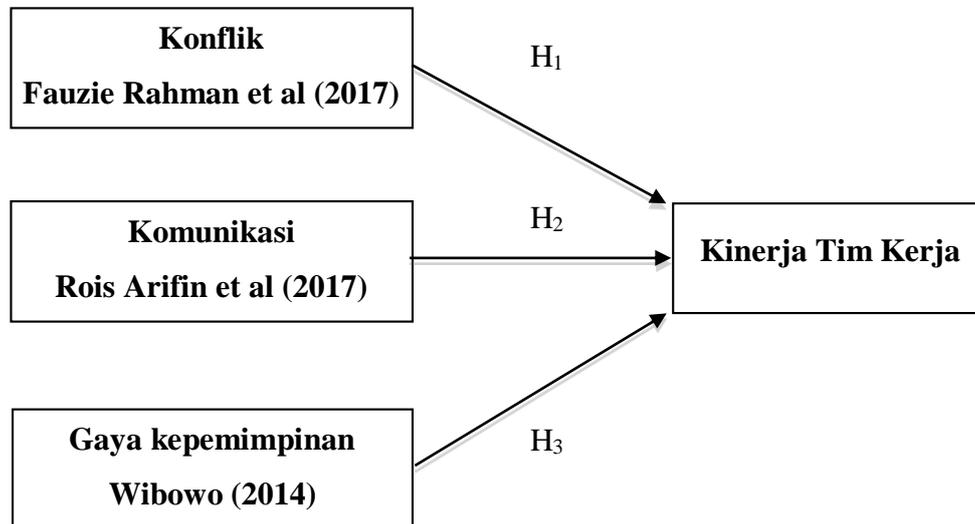 Konflik
Fauzie Rahman et al (2017)
H₁
Komunikasi
Rois Arifin et al (2017)
H₂
Kinerja Tim Kerja
Gaya kepemimpinan
Wibowo (2014)
H₃